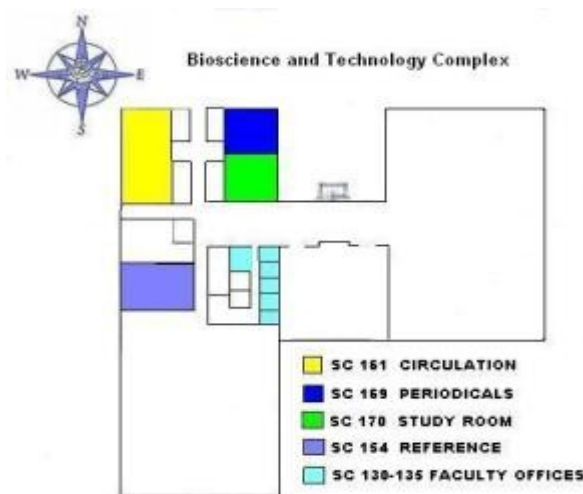 N
Bioscience and Technology Complex
W E
S
SC 161 CIRCULATION
SC 169 PERIODICALS
SC 170 STUDY ROOM
SC 154 REFERENCE
SC 130-135 FACULTY OFFICES